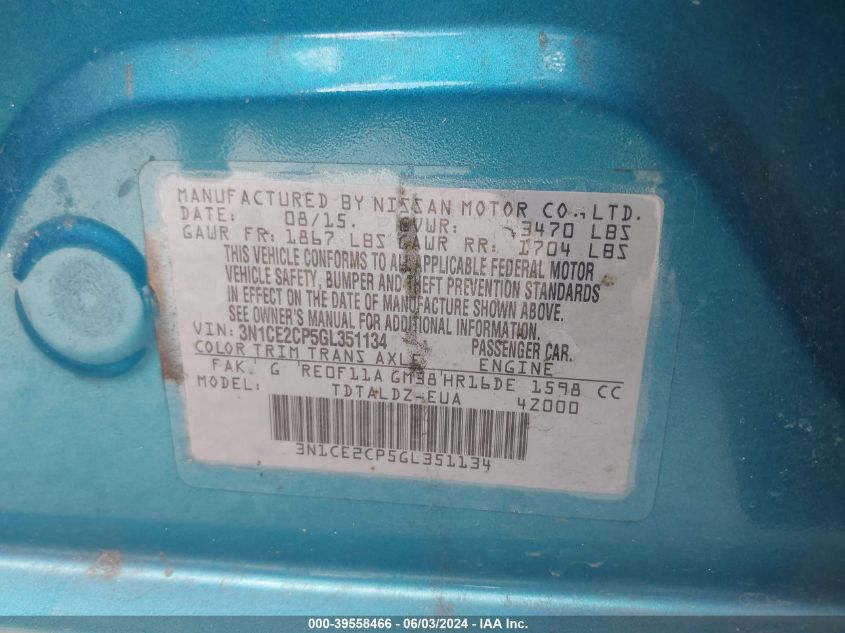 MANUFACTURED BY NISSAN MOTOR CO., LTD.
DATE: 08/15. GVWR: 3470 LBS
GAWR FR: 1867 LBS GAWR RR: 1704 LBS
THIS VEHICLE CONFORMS TO ALL APPLICABLE FEDERAL MOTOR
VEHICLE SAFETY, BUMPER AND THEFT PREVENTION STANDARDS
IN EFFECT ON THE DATE OF MANUFACTURE SHOWN ABOVE.
SEE OWNER'S MANUAL FOR ADDITIONAL INFORMATION.
VIN: 3N1CE2CP5GL351134 PASSENGER CAR.
COLOR TRIM TRANS AXLE ENGINE
FAK. G 'RE0F11A GM38'HR16DE 1598 CC
MODEL: TDTALDZ-EUA 4Z000
3N1CE2CP5GL351134
000-39558466 - 06/03/2024 - IAA Inc.